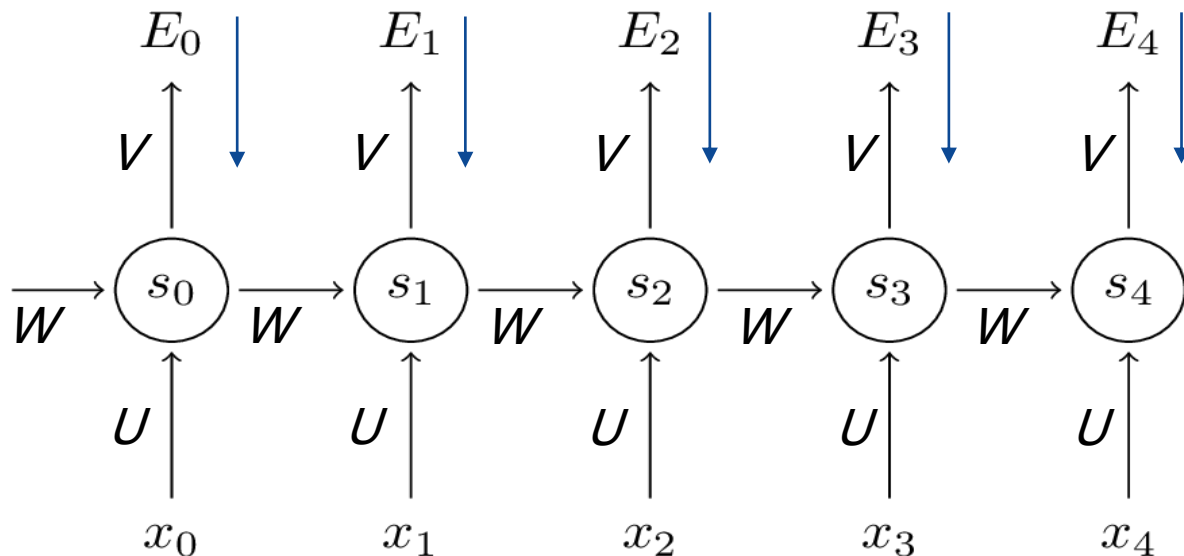 E₀ E₁ E₂ E₃ E₄
V V V V V
s₀ s₁ s₂ s₃ s₄
W W W W W
U U U U U
x₀ x₁ x₂ x₃ x₄